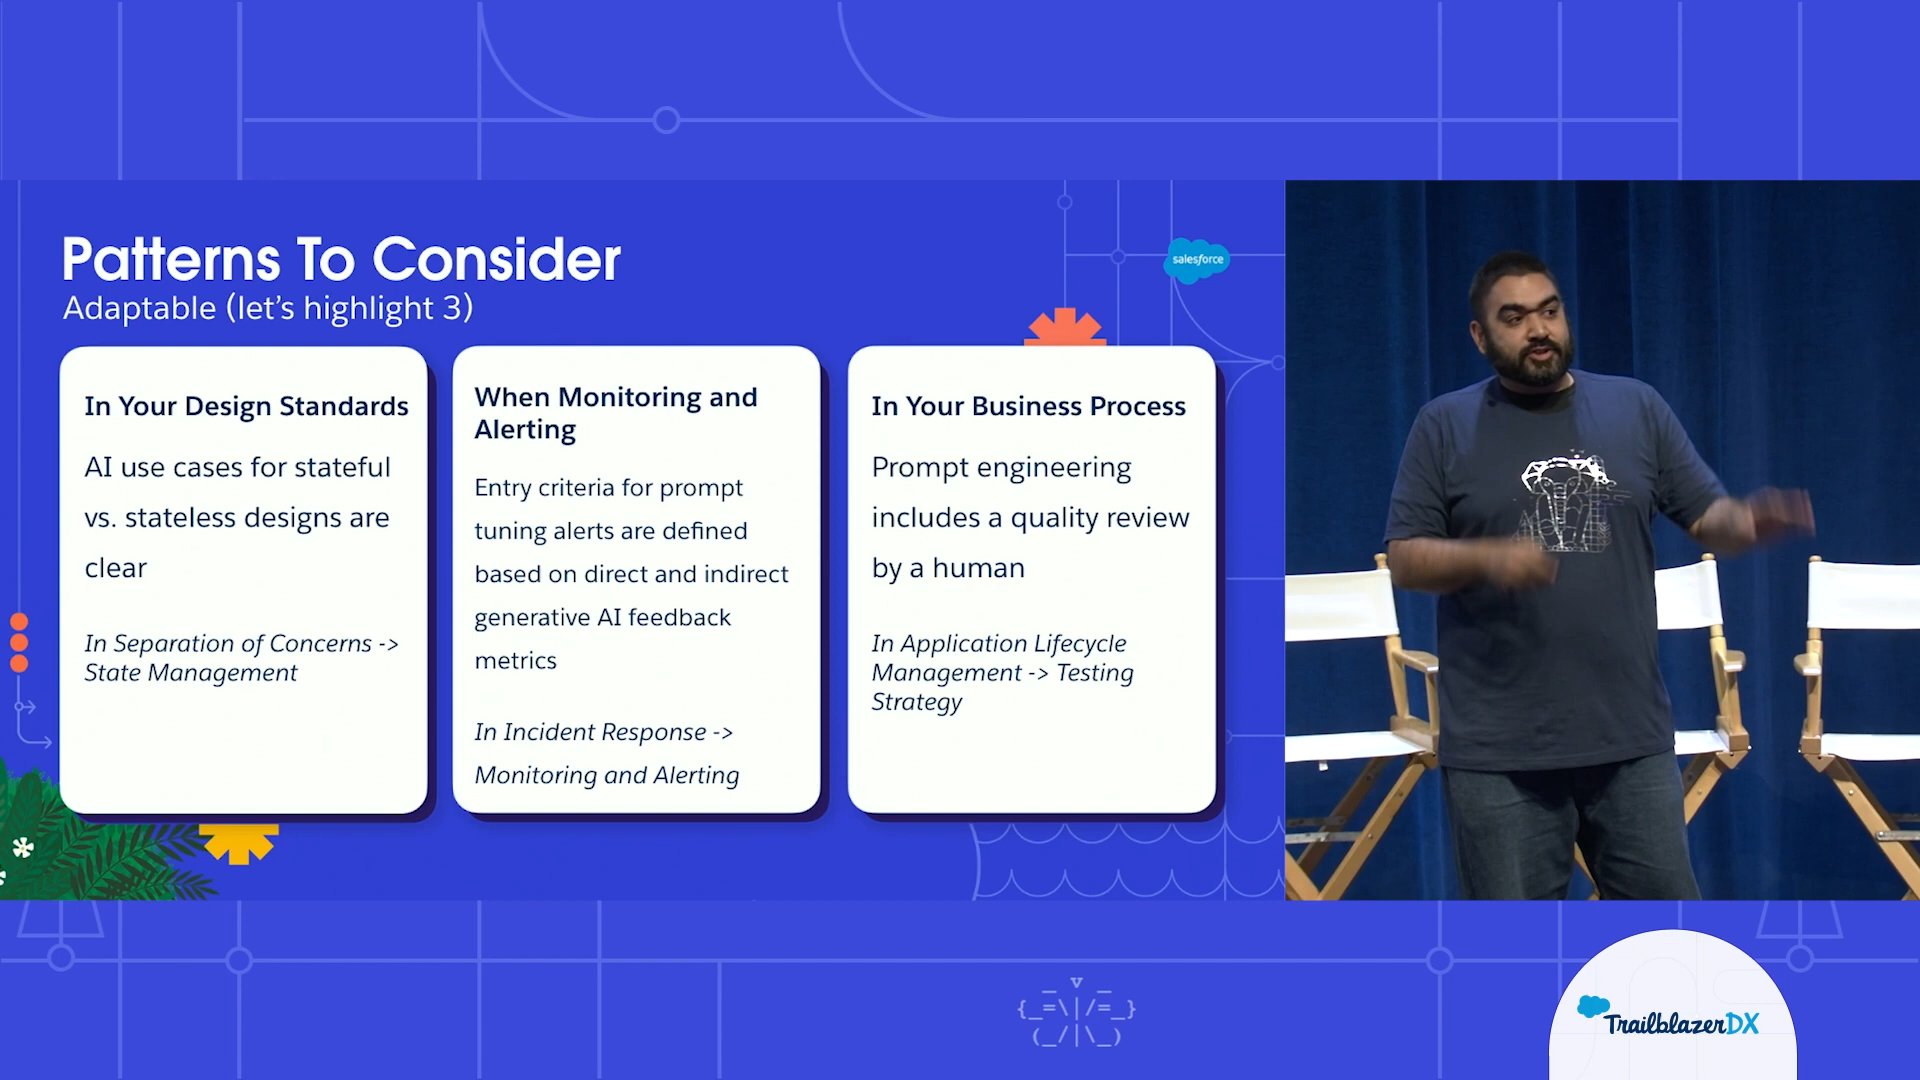 Patterns To Consider
Adaptable (let's highlight 3)
salesforce
In Your Design Standards
AI use cases for stateful
vs. stateless designs are
clear
In Separation of Concerns ->
State Management
When Monitoring and
Alerting
Entry criteria for prompt
tuning alerts are defined
based on direct and indirect
generative AI feedback
metrics
In Incident Response ->
Monitoring and Alerting
In Your Business Process
Prompt engineering
includes a quality review
by a human
In Application Lifecycle
Management -> Testing
Strategy
TrailblazerDX